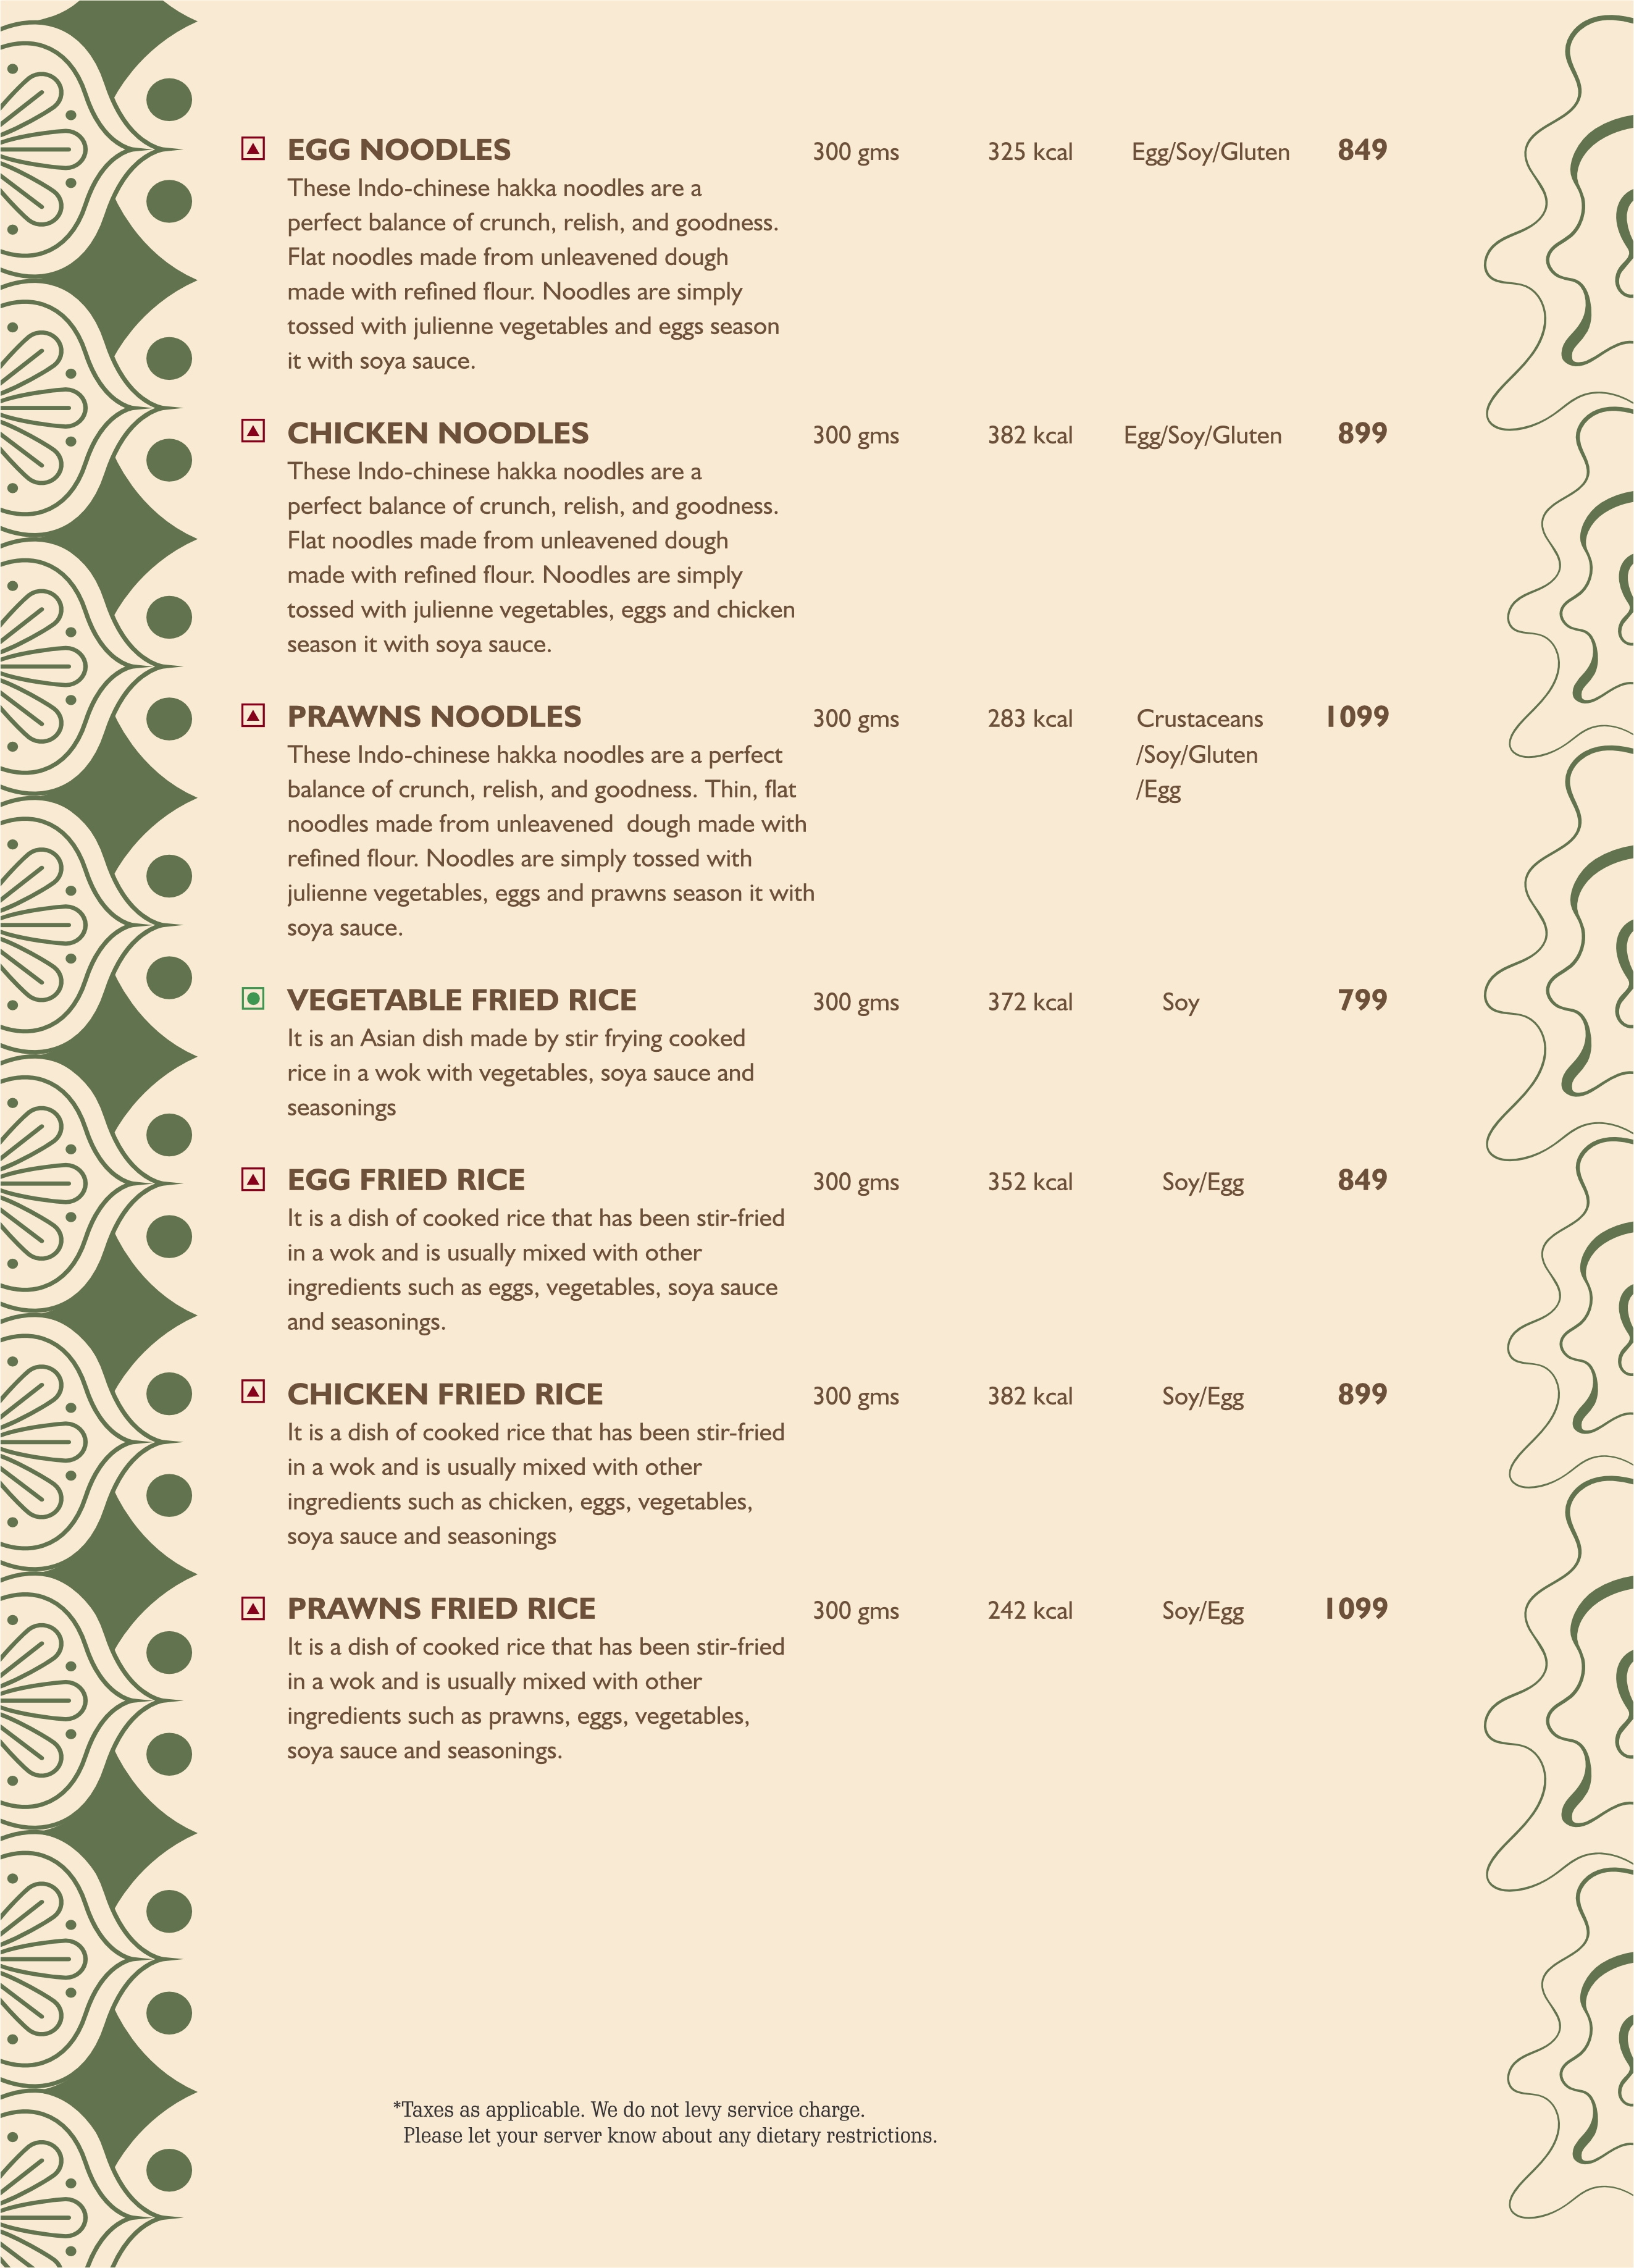 EGG NOODLES 300 gms 325 kcal Egg/Soy/Gluten 849
These Indo-chinese hakka noodles are a
perfect balance of crunch, relish, and goodness.
Flat noodles made from unleavened dough
made with refined flour. Noodles are simply
tossed with julienne vegetables and eggs season
it with soya sauce.
CHICKEN NOODLES 300 gms 382 kcal Egg/Soy/Gluten 899
These Indo-chinese hakka noodles are a
perfect balance of crunch, relish, and goodness.
Flat noodles made from unleavened dough
made with refined flour. Noodles are simply
tossed with julienne vegetables, eggs and chicken
season it with soya sauce.
PRAWNS NOODLES 300 gms 283 kcal Crustaceans 1099
These Indo-chinese hakka noodles are a perfect /Soy/Gluten
balance of crunch, relish, and goodness. Thin, flat /Egg
noodles made from unleavened dough made with
refined flour. Noodles are simply tossed with
julienne vegetables, eggs and prawns season it with
soya sauce.
VEGETABLE FRIED RICE 300 gms 372 kcal Soy 799
It is an Asian dish made by stir frying cooked
rice in a wok with vegetables, soya sauce and
seasonings
EGG FRIED RICE 300 gms 352 kcal Soy/Egg 849
It is a dish of cooked rice that has been stir-fried
in a wok and is usually mixed with other
ingredients such as eggs, vegetables, soya sauce
and seasonings.
CHICKEN FRIED RICE 300 gms 382 kcal Soy/Egg 899
It is a dish of cooked rice that has been stir-fried
in a wok and is usually mixed with other
ingredients such as chicken, eggs, vegetables,
soya sauce and seasonings
PRAWNS FRIED RICE 300 gms 242 kcal Soy/Egg 1099
It is a dish of cooked rice that has been stir-fried
in a wok and is usually mixed with other
ingredients such as prawns, eggs, vegetables,
soya sauce and seasonings.
*Taxes as applicable. We do not levy service charge.
Please let your server know about any dietary restrictions.